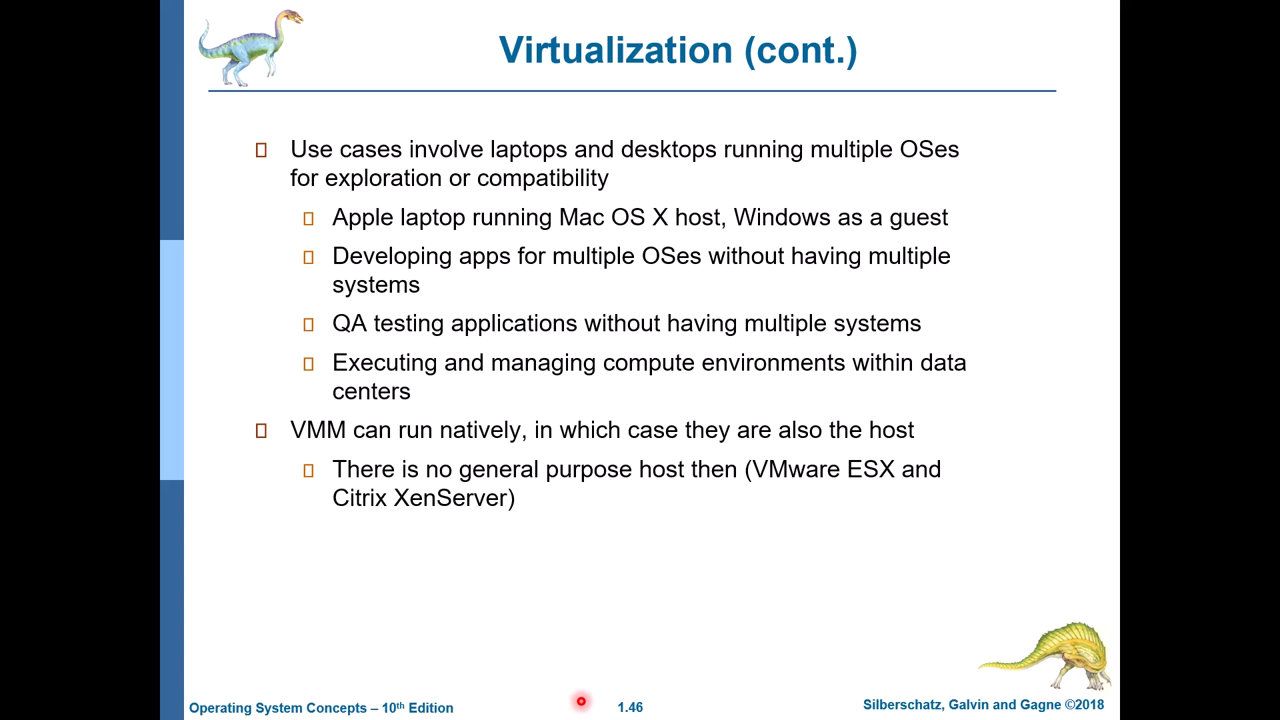 Virtualization (cont.)
Use cases involve laptops and desktops running multiple OSes
for exploration or compatibility
Apple laptop running Mac OS X host, Windows as a guest
Developing apps for multiple OSes without having multiple
systems
QA testing applications without having multiple systems
Executing and managing compute environments within data
centers
VMM can run natively, in which case they are also the host
There is no general purpose host then (VMware ESX and
Citrix XenServer)
Operating System Concepts – 10th Edition
1.46
Silberschatz, Galvin and Gagne ©2018